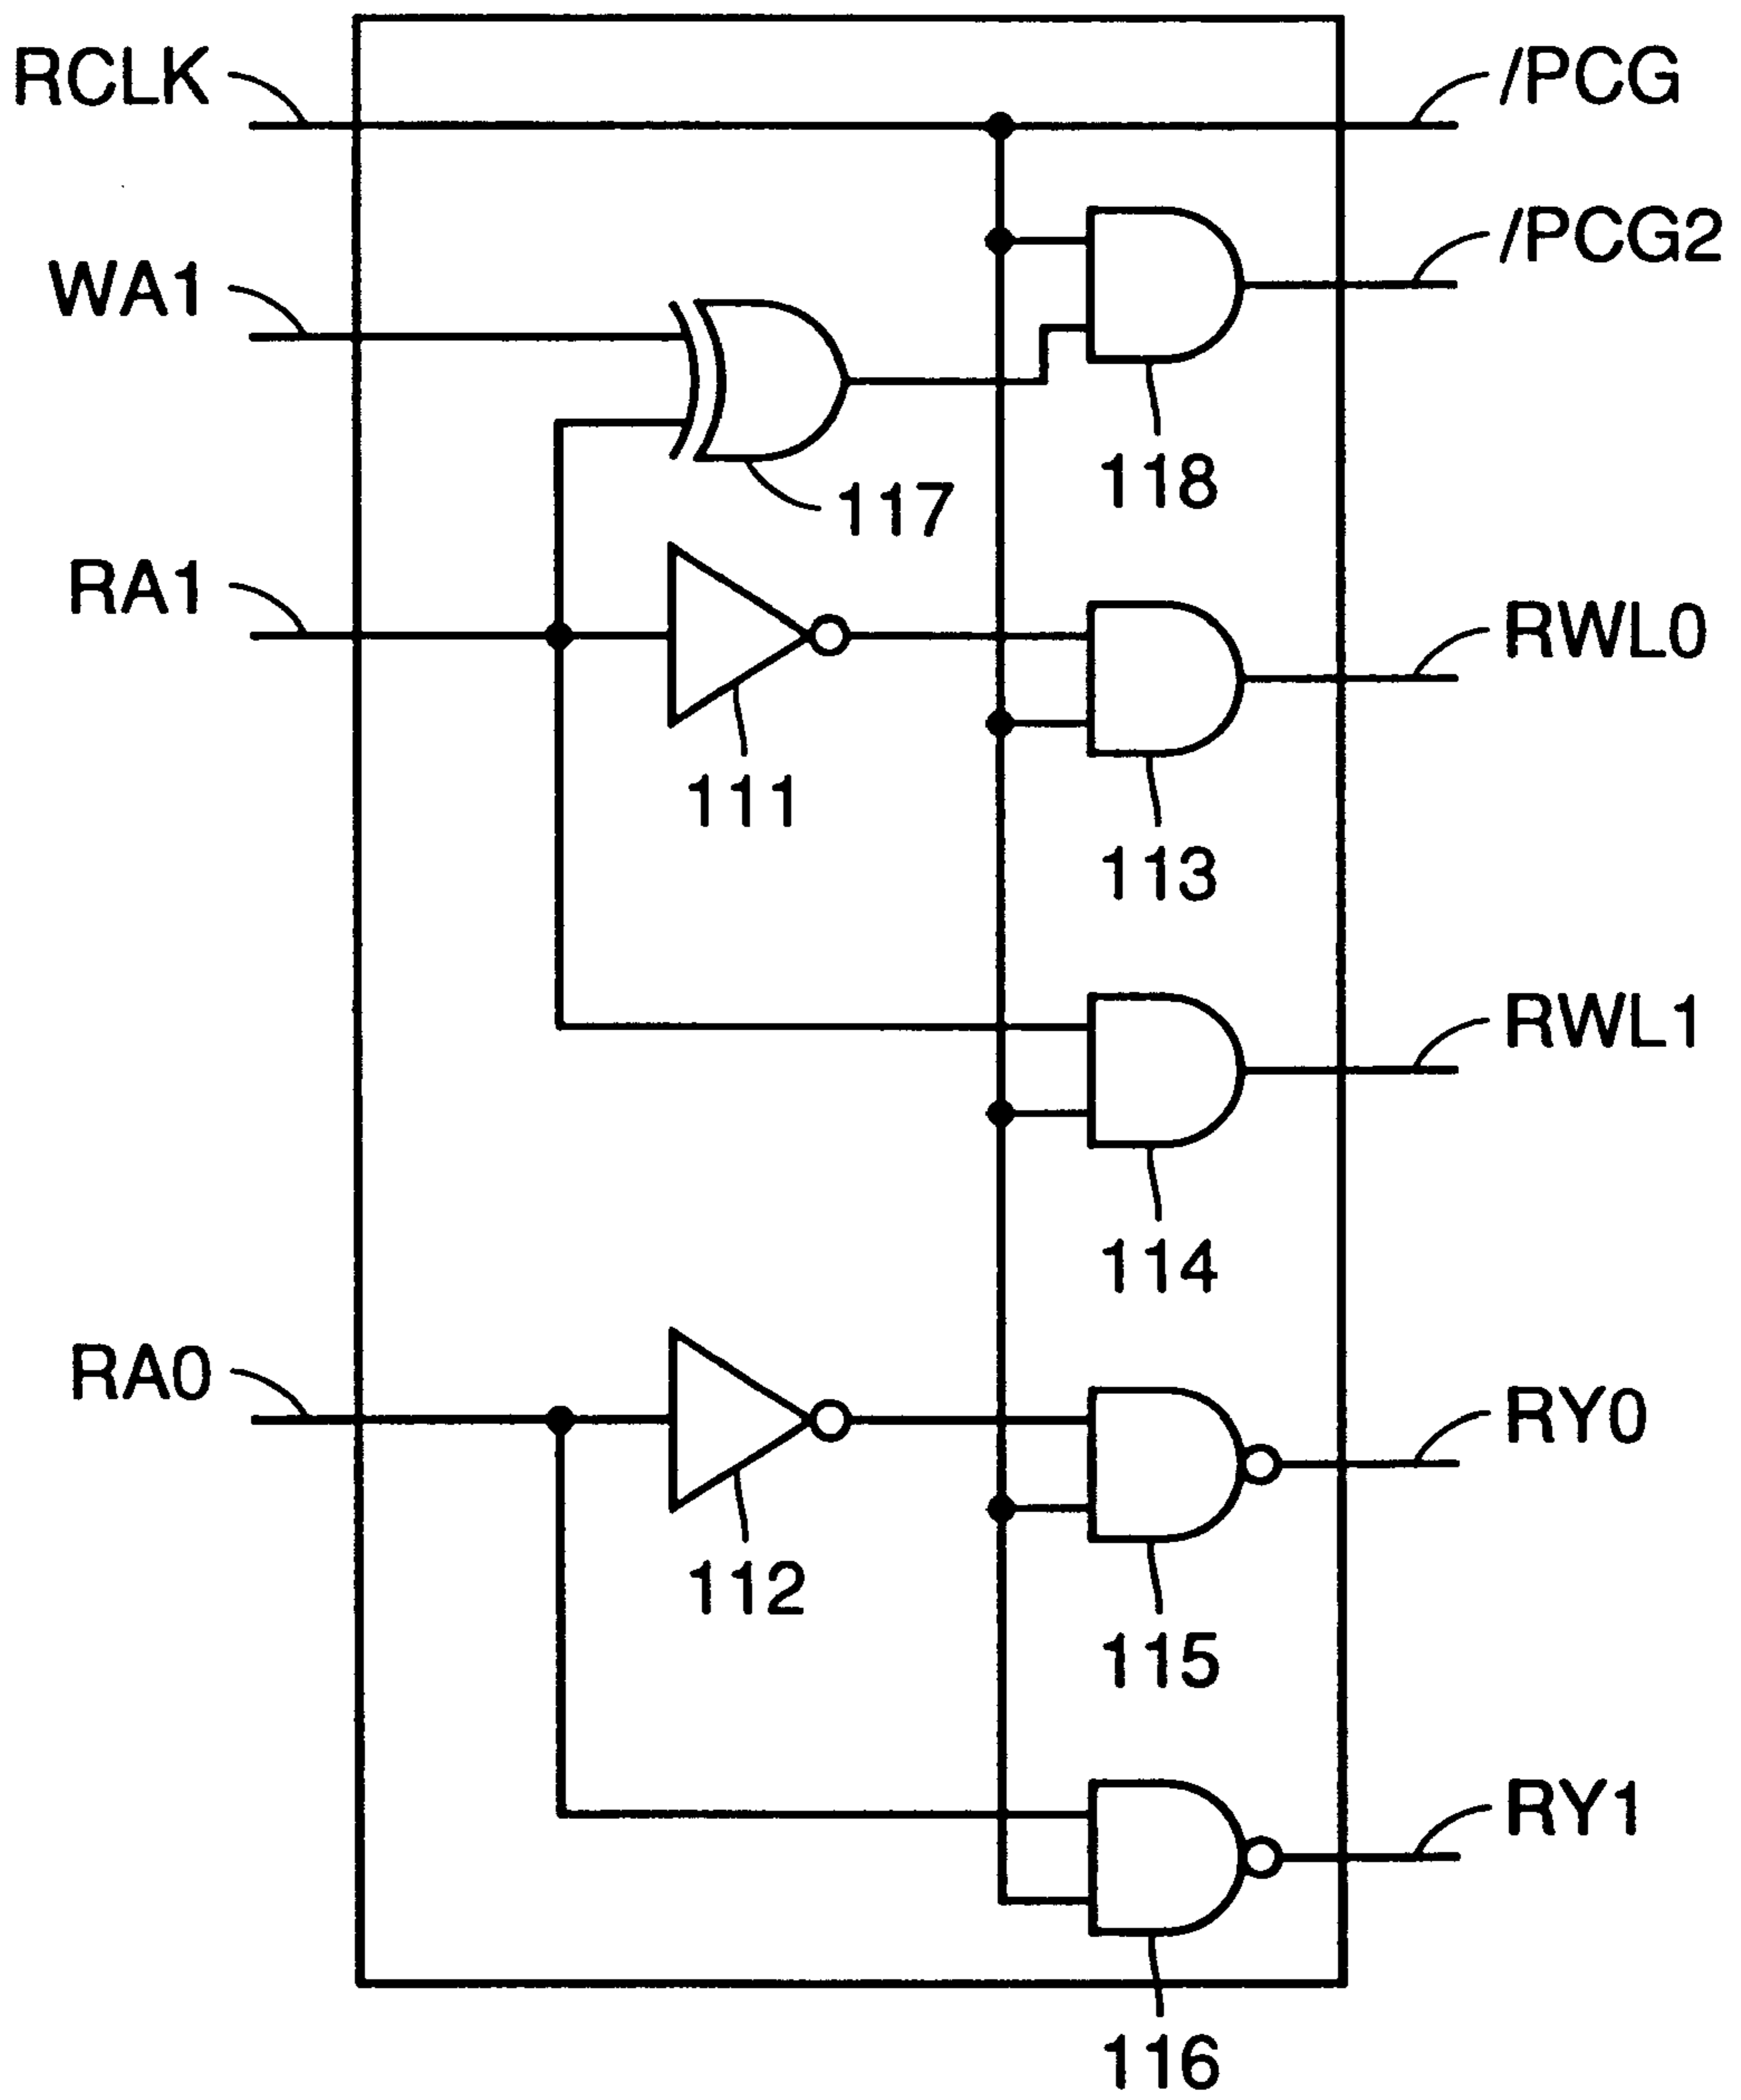 RCLK
/PCG
/PCG2
WA1
118
117
RA1
RWL0
111
113
RWL1
114
RA0
RY0
112
115
RY1
116